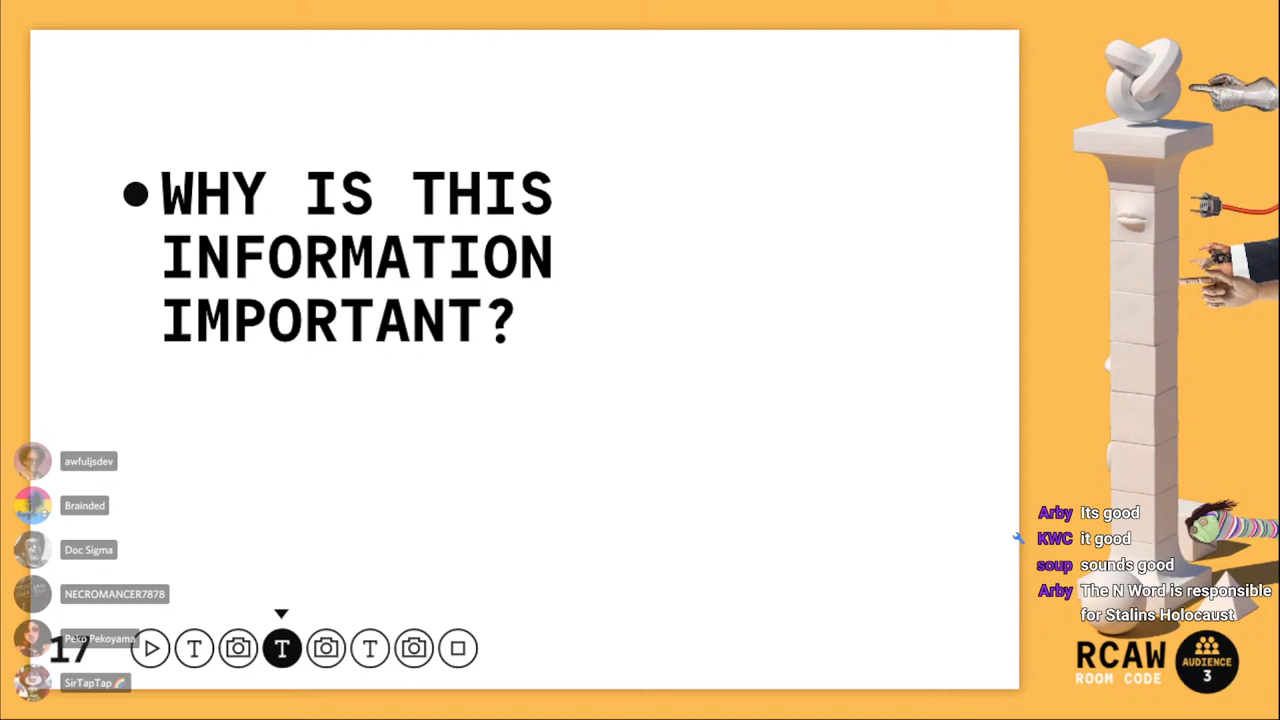 WHY IS THIS
INFORMATION
IMPORTANT?
awfuljsdev
Brainded
Doc Sigma
NECROMANCER7878
Peko Pekoyama
SirTapTap 🌈
17
T
T
T
Arby Its good
KWC it good
soup sounds good
Arby The N Word is responsible
for Stalins Holocaust
RCAW
ROOM CODE
AUDIENCE
3